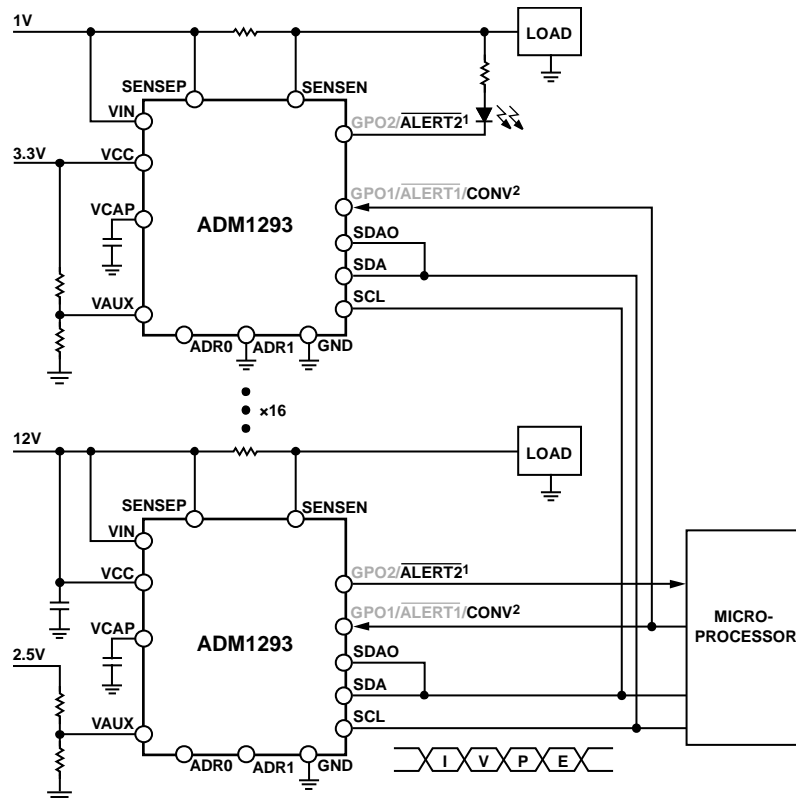 1V
LOAD
SENSEP
SENSEN
VIN
GPO2/ALERT2¹
3.3V
VCC
GPO1/ALERT1/CONV²
VCAP
ADM1293
SDAO
SDA
SCL
VAUX
ADR0
ADR1
GND
×16
12V
LOAD
SENSEP
SENSEN
VIN
GPO2/ALERT2¹
VCC
GPO1/ALERT1/CONV²
MICRO-
PROCESSOR
VCAP
ADM1293
SDAO
2.5V
SDA
SCL
VAUX
ADR0
ADR1
GND
I V P E